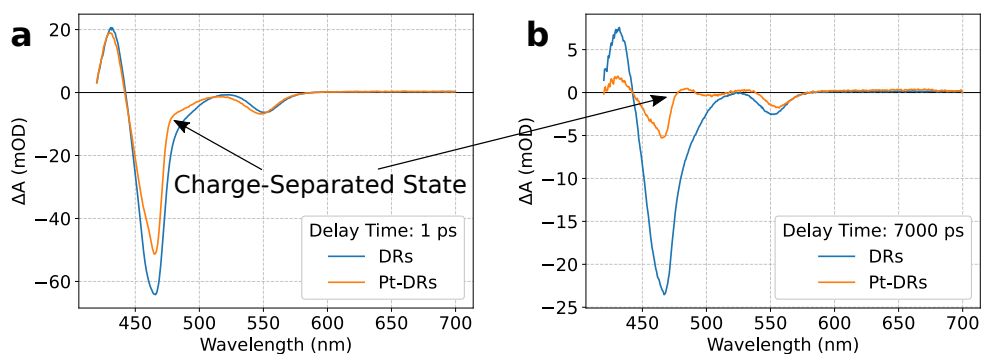 a
20
0
−20
−40
−60
ΔA (mOD)
450 500 550 600 650 700
Wavelength (nm)
Charge-Separated State
Delay Time: 1 ps
DRs
Pt-DRs
b
5
0
−5
−10
−15
−20
−25
ΔA (mOD)
450 500 550 600 650 700
Wavelength (nm)
Delay Time: 7000 ps
DRs
Pt-DRs